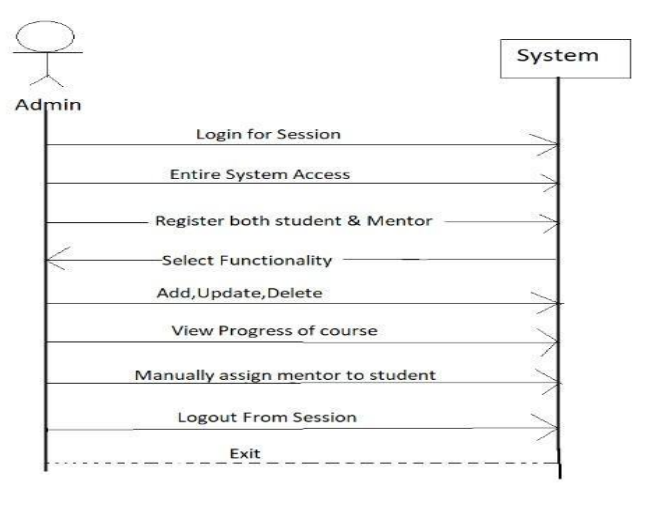 System
Admin
Login for Session
Entire System Access
Register both student & Mentor
Select Functionality
Add,Update,Delete
View Progress of course
Manually assign mentor to student
Logout From Session
Exit